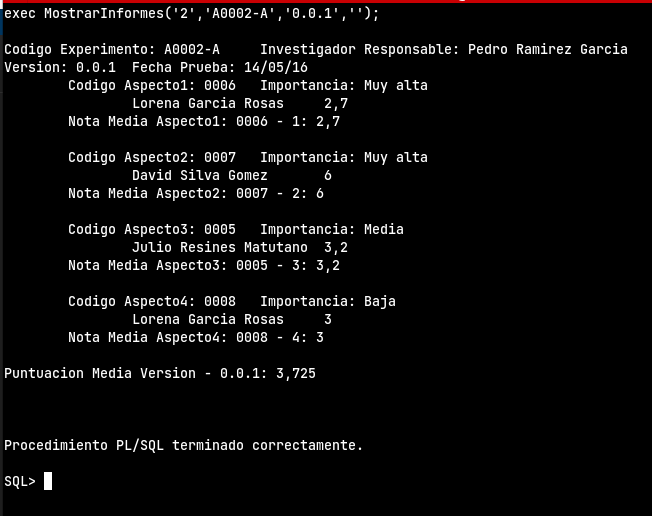 exec MostrarInformes('2','A0002-A','0.0.1','');
Codigo Experimento: A0002-A     Investigador Responsable: Pedro Ramirez Garcia
Version: 0.0.1  Fecha Prueba: 14/05/16
        Codigo Aspecto1: 0006   Importancia: Muy alta
                Lorena Garcia Rosas     2,7
        Nota Media Aspecto1: 0006 - 1: 2,7
        Codigo Aspecto2: 0007   Importancia: Muy alta
                David Silva Gomez       6
        Nota Media Aspecto2: 0007 - 2: 6
        Codigo Aspecto3: 0005   Importancia: Media
                Julio Resines Matutano  3,2
        Nota Media Aspecto3: 0005 - 3: 3,2
        Codigo Aspecto4: 0008   Importancia: Baja
                Lorena Garcia Rosas     3
        Nota Media Aspecto4: 0008 - 4: 3
Puntuacion Media Version - 0.0.1: 3,725
Procedimiento PL/SQL terminado correctamente.
SQL>